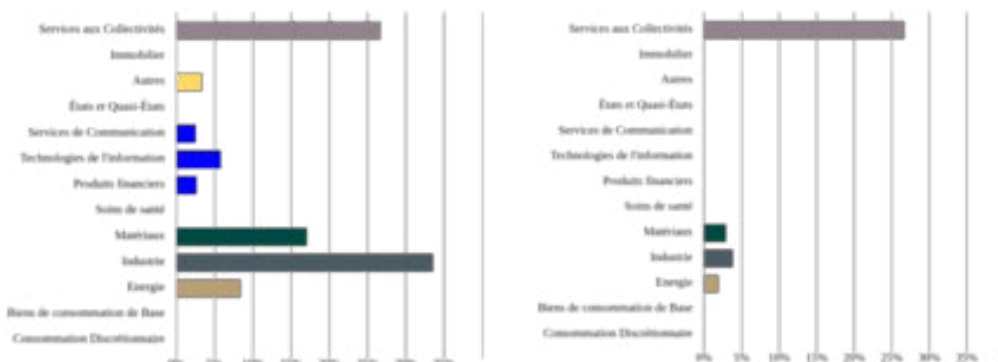 Services aux Collectivités
Immobilier
Autres
États et Quasi-États
Services de Communication
Technologies de l'information
Produits financiers
Soins de santé
Matériaux
Industrie
Energie
Biens de consommation de Base
Consommation Discrétionnaire
Services aux Collectivités
Immobilier
Autres
États et Quasi-États
Services de Communication
Technologies de l'information
Produits financiers
Soins de santé
Matériaux
Industrie
Energie
Biens de consommation de Base
Consommation Discrétionnaire
0% 5% 10% 15% 20% 25% 30% 35%